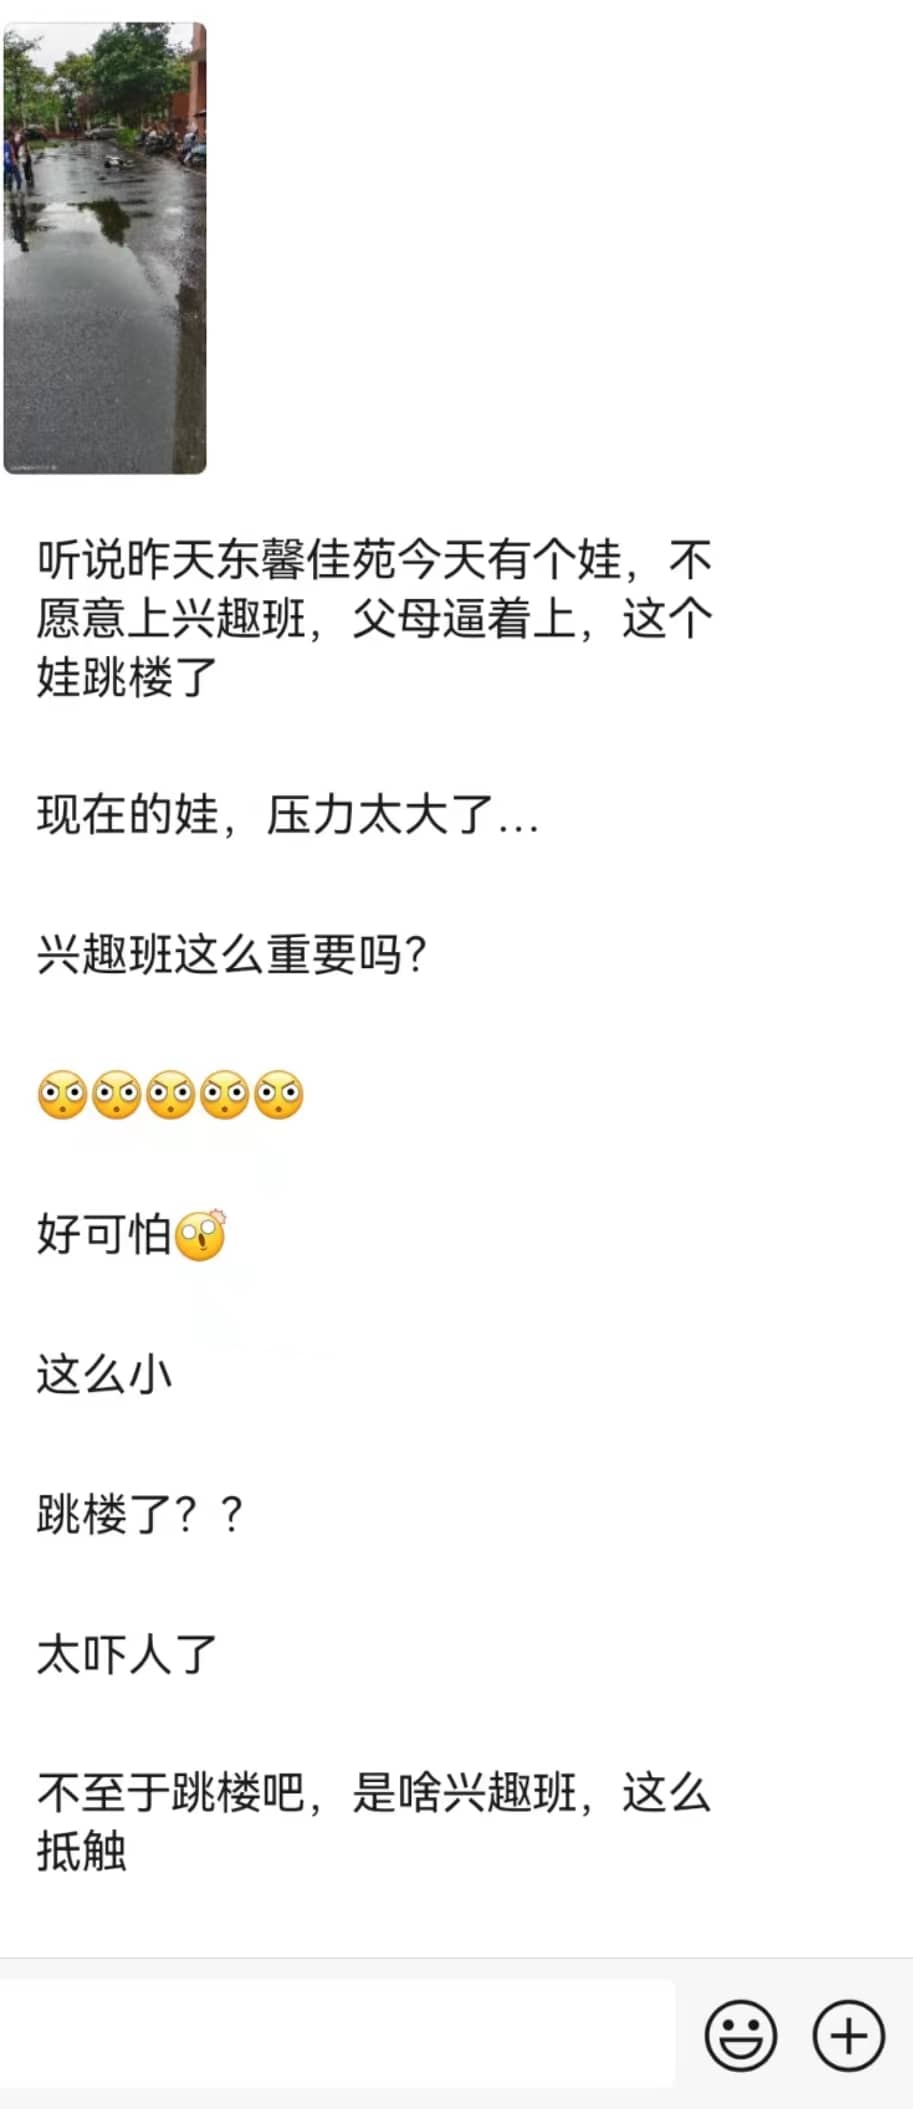 听说昨天东馨佳苑今天有个娃，不
愿意上兴趣班，父母逼着上，这个
娃跳楼了
现在的娃，压力太大了...
兴趣班这么重要吗？
好可怕
这么小
跳楼了？？
太吓人了
不至于跳楼吧，是啥兴趣班，这么
抵触